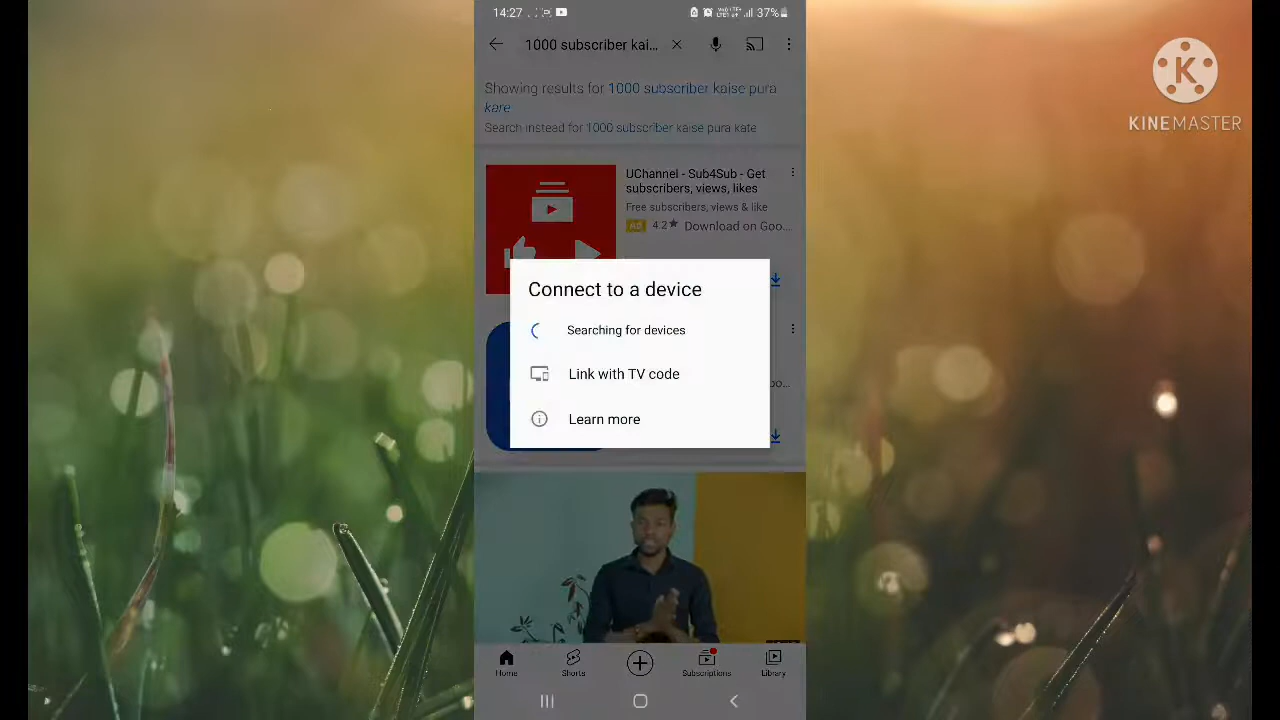 14:27
37%
1000 subscriber kai...
KINEMASTER
Showing results for 1000 subscriber kaise pura
kare
Search instead for 1000 subscriber kaise pura kate
UChannel - Sub4Sub - Get
subscribers, views, likes
Free subscribers, views & like
Ad 4.2★ Download on Goo...
Connect to a device
Searching for devices
Link with TV code
Learn more
Home
Shorts
Subscriptions
Library